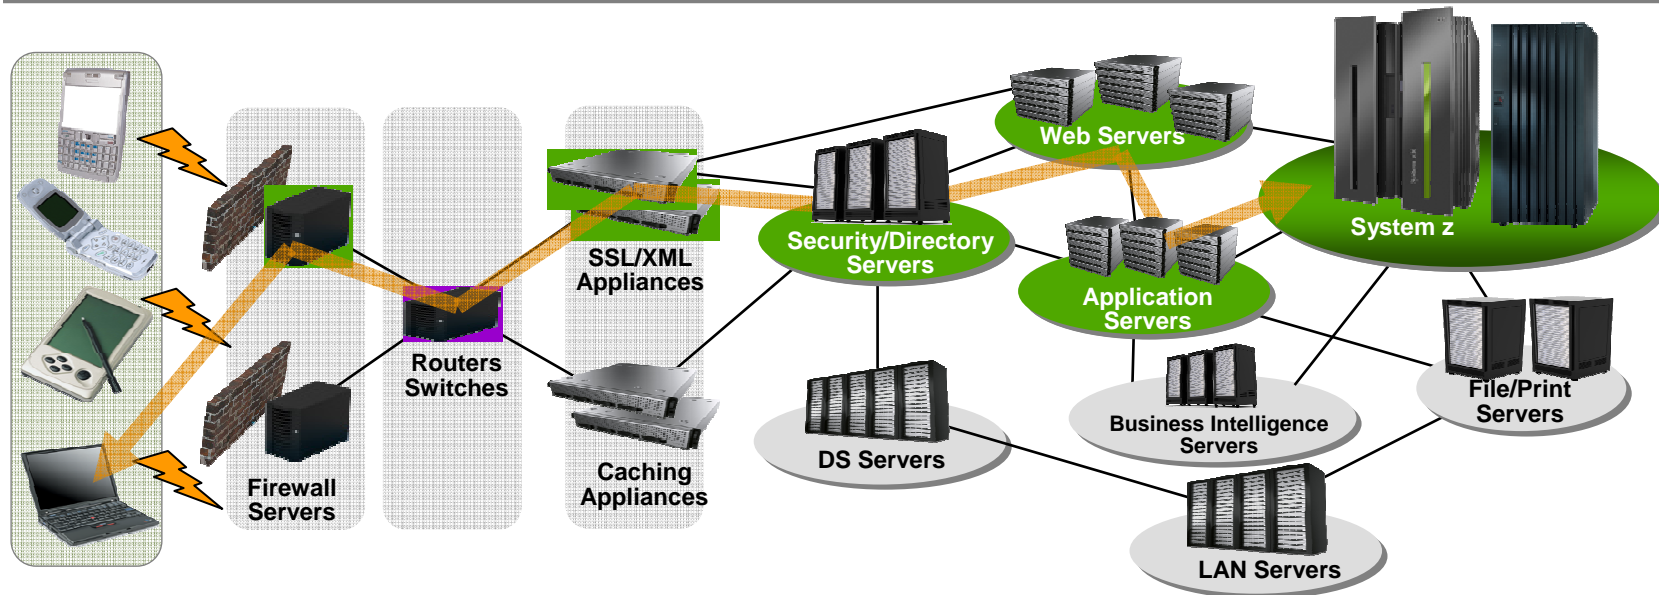 Web Servers
System z
Security/Directory
Servers
SSL/XML
Appliances
Application
Servers
Routers
Switches
File/Print
Servers
Business Intelligence
Servers
DS Servers
Caching
Appliances
Firewall
Servers
LAN Servers